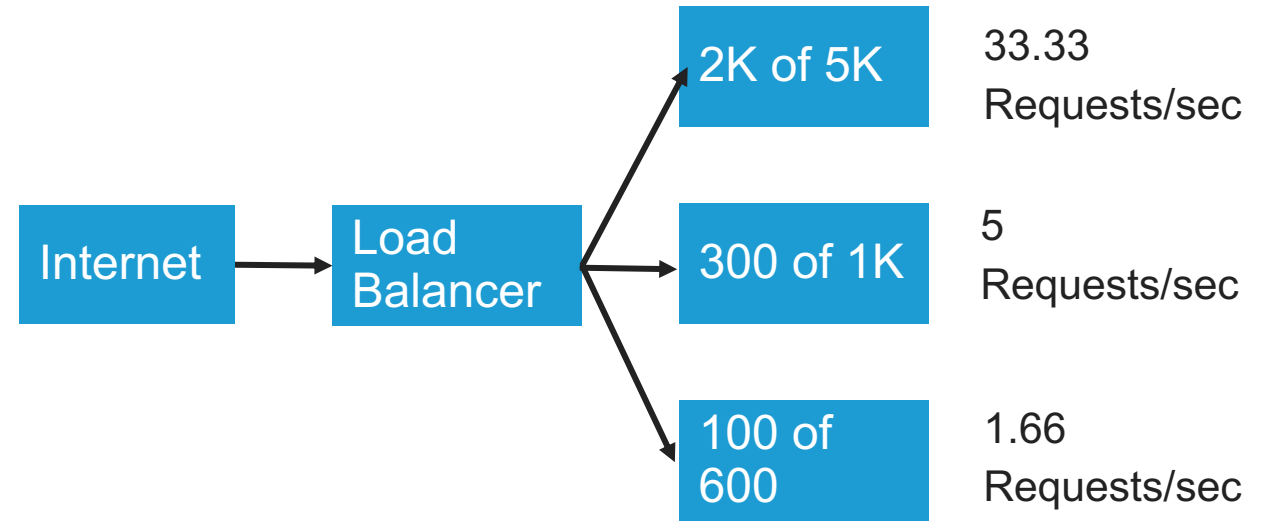 Internet
Load
Balancer
2K of 5K
33.33
Requests/sec
300 of 1K
5
Requests/sec
100 of
600
1.66
Requests/sec